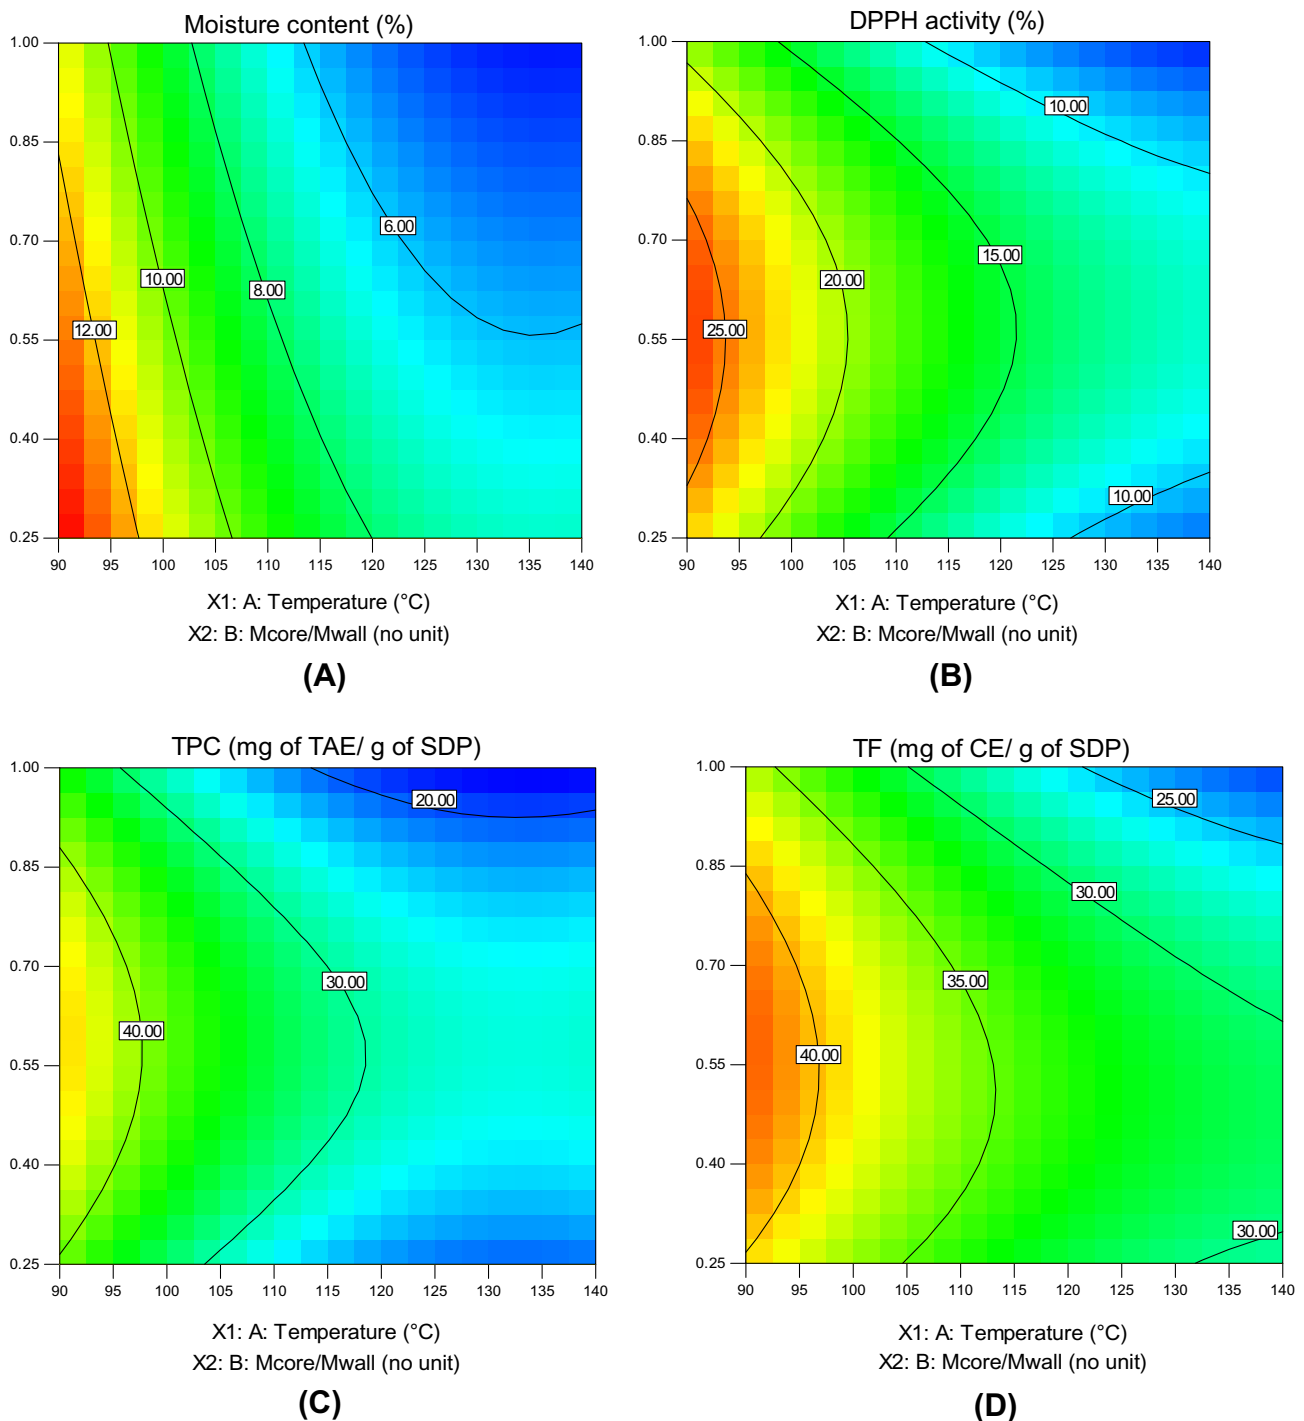 Moisture content (%)
1.00
0.85
0.70
0.55
0.40
0.25
6.00
10.00
8.00
12.00
90 95 100 105 110 115 120 125 130 135 140
X1: A: Temperature (°C)
X2: B: Mcore/Mwall (no unit)
(A)
DPPH activity (%)
1.00
0.85
0.70
0.55
0.40
0.25
10.00
15.00
20.00
25.00
10.00
90 95 100 105 110 115 120 125 130 135 140
X1: A: Temperature (°C)
X2: B: Mcore/Mwall (no unit)
(B)
TPC (mg of TAE/ g of SDP)
1.00
0.85
0.70
0.55
0.40
0.25
20.00
30.00
40.00
90 95 100 105 110 115 120 125 130 135 140
X1: A: Temperature (°C)
X2: B: Mcore/Mwall (no unit)
(C)
TF (mg of CE/ g of SDP)
1.00
0.85
0.70
0.55
0.40
0.25
25.00
30.00
35.00
40.00
30.00
90 95 100 105 110 115 120 125 130 135 140
X1: A: Temperature (°C)
X2: B: Mcore/Mwall (no unit)
(D)